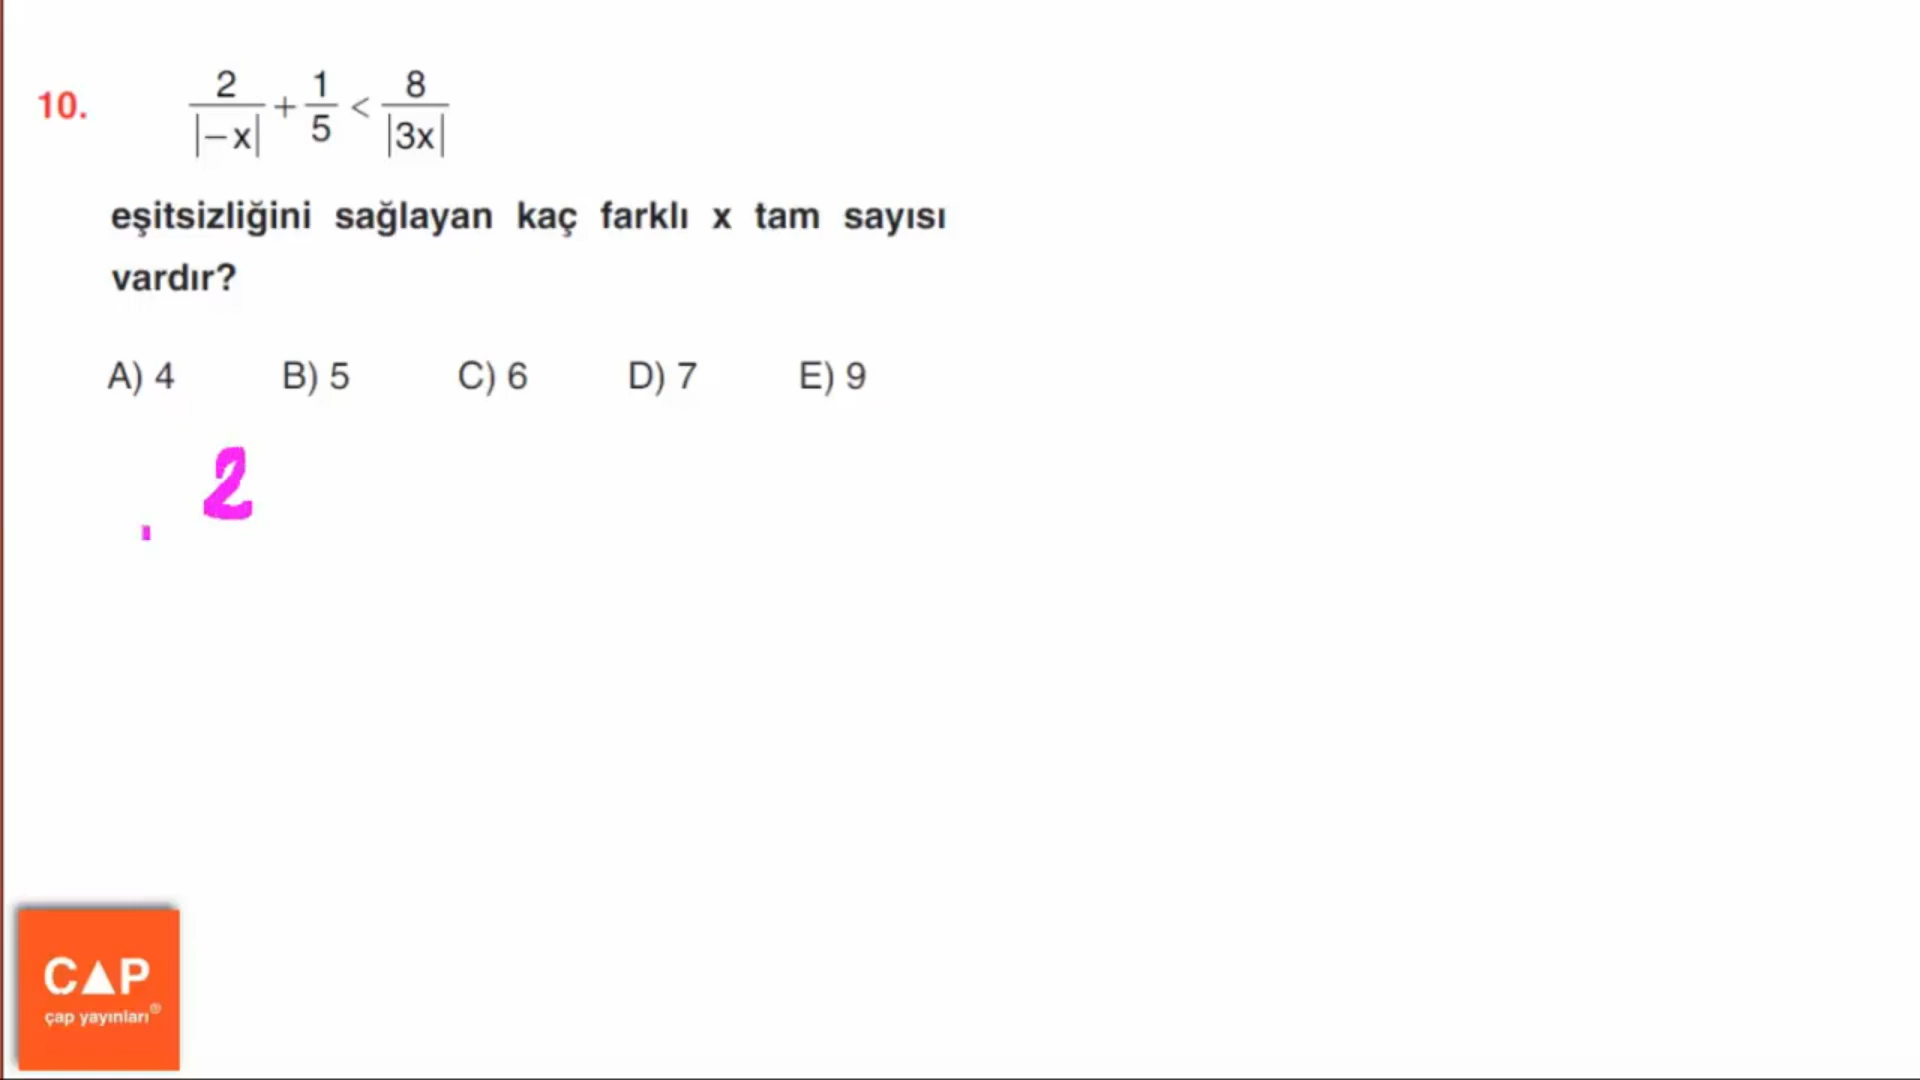 10. 2/|−x| + 1/5 < 8/|3x|
eşitsizliğini sağlayan kaç farklı x tam sayısı
vardır?
A) 4 B) 5 C) 6 D) 7 E) 9
2
CAP
çap yayınları®